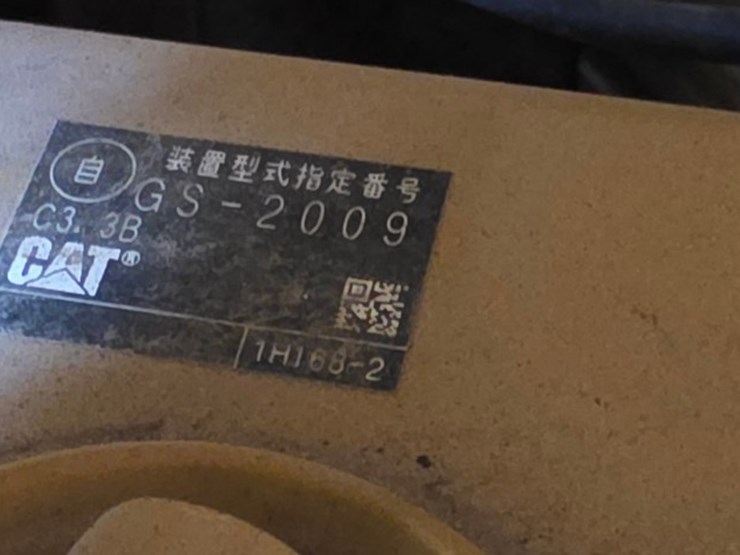 自 装置型式指定番号
GS-2009
C3.3B
CAT®
1H168-2